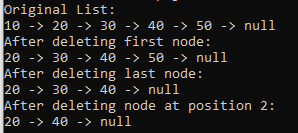 Original List:
10 -> 20 -> 30 -> 40 -> 50 -> null
After deleting first node:
20 -> 30 -> 40 -> 50 -> null
After deleting last node:
20 -> 30 -> 40 -> null
After deleting node at position 2:
20 -> 40 -> null